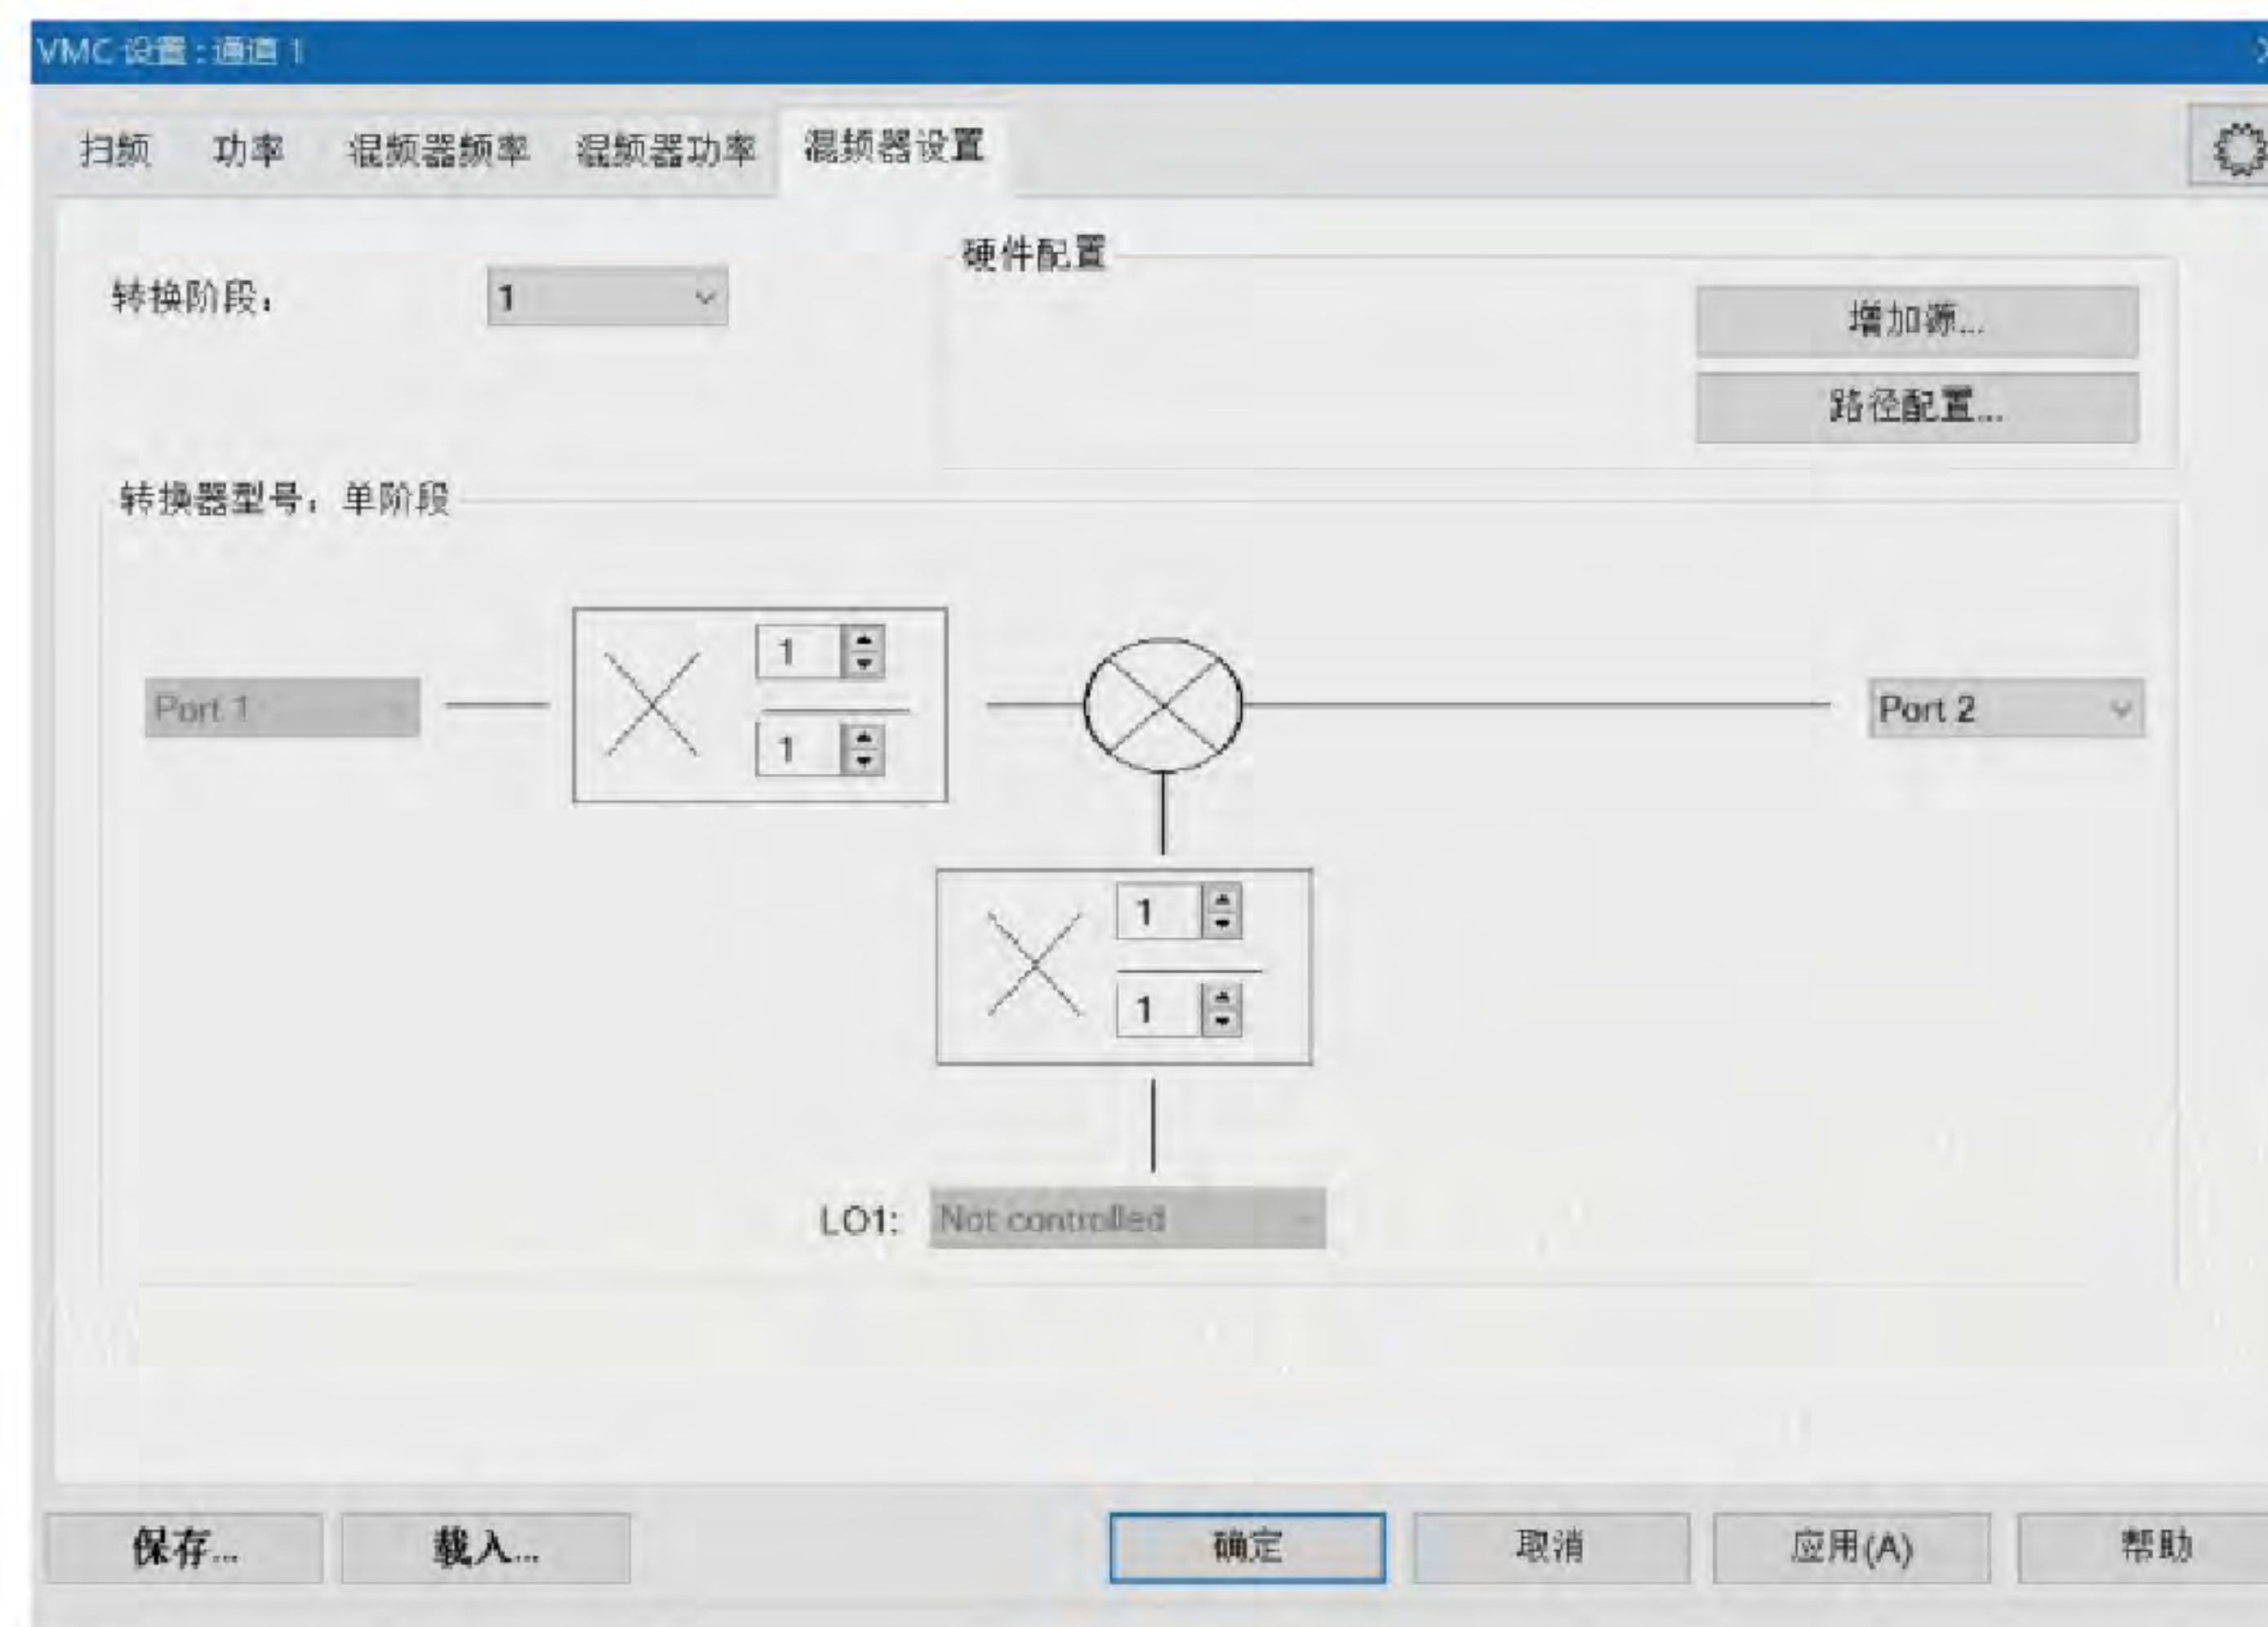 VMC 设置 : 通道 1
扫频 功率 混频器频率 混频器功率 混频器设置
硬件配置
转换阶段: 1
增加源...
路径配置...
转换器型号: 单阶段
1
Port 1 Port 2
1
1
1
LO1: Not controlled
保存... 载入... 确定 取消 应用(A) 帮助